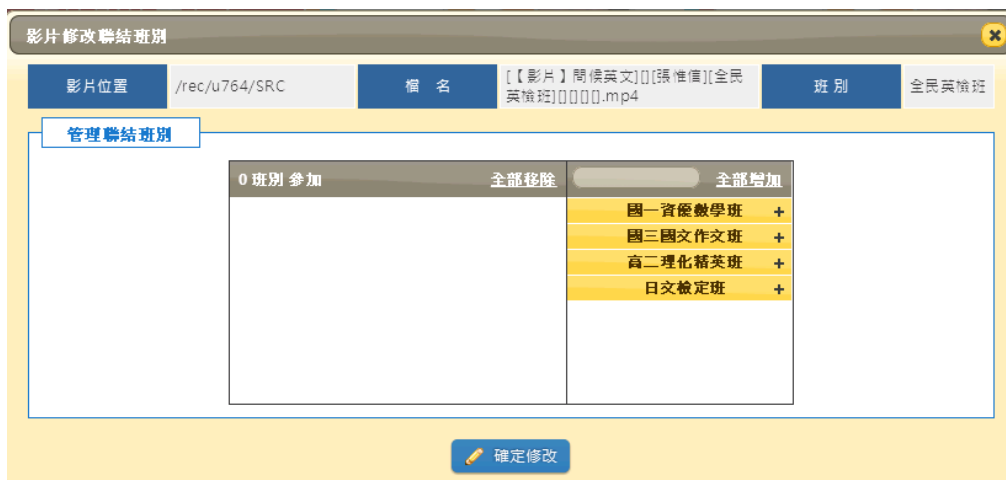 影片修改聯結班別
影片位置
/rec/u764/SRC
檔 名
[【影片】問候英文][][張惟信][全民
英檢班][][][][].mp4
班 別
全民英檢班
管理聯結班別
0 班別 參加
全部移除
全部增加
國一資優數學班 +
國三國文作文班 +
高二理化精英班 +
日文檢定班 +
確定修改